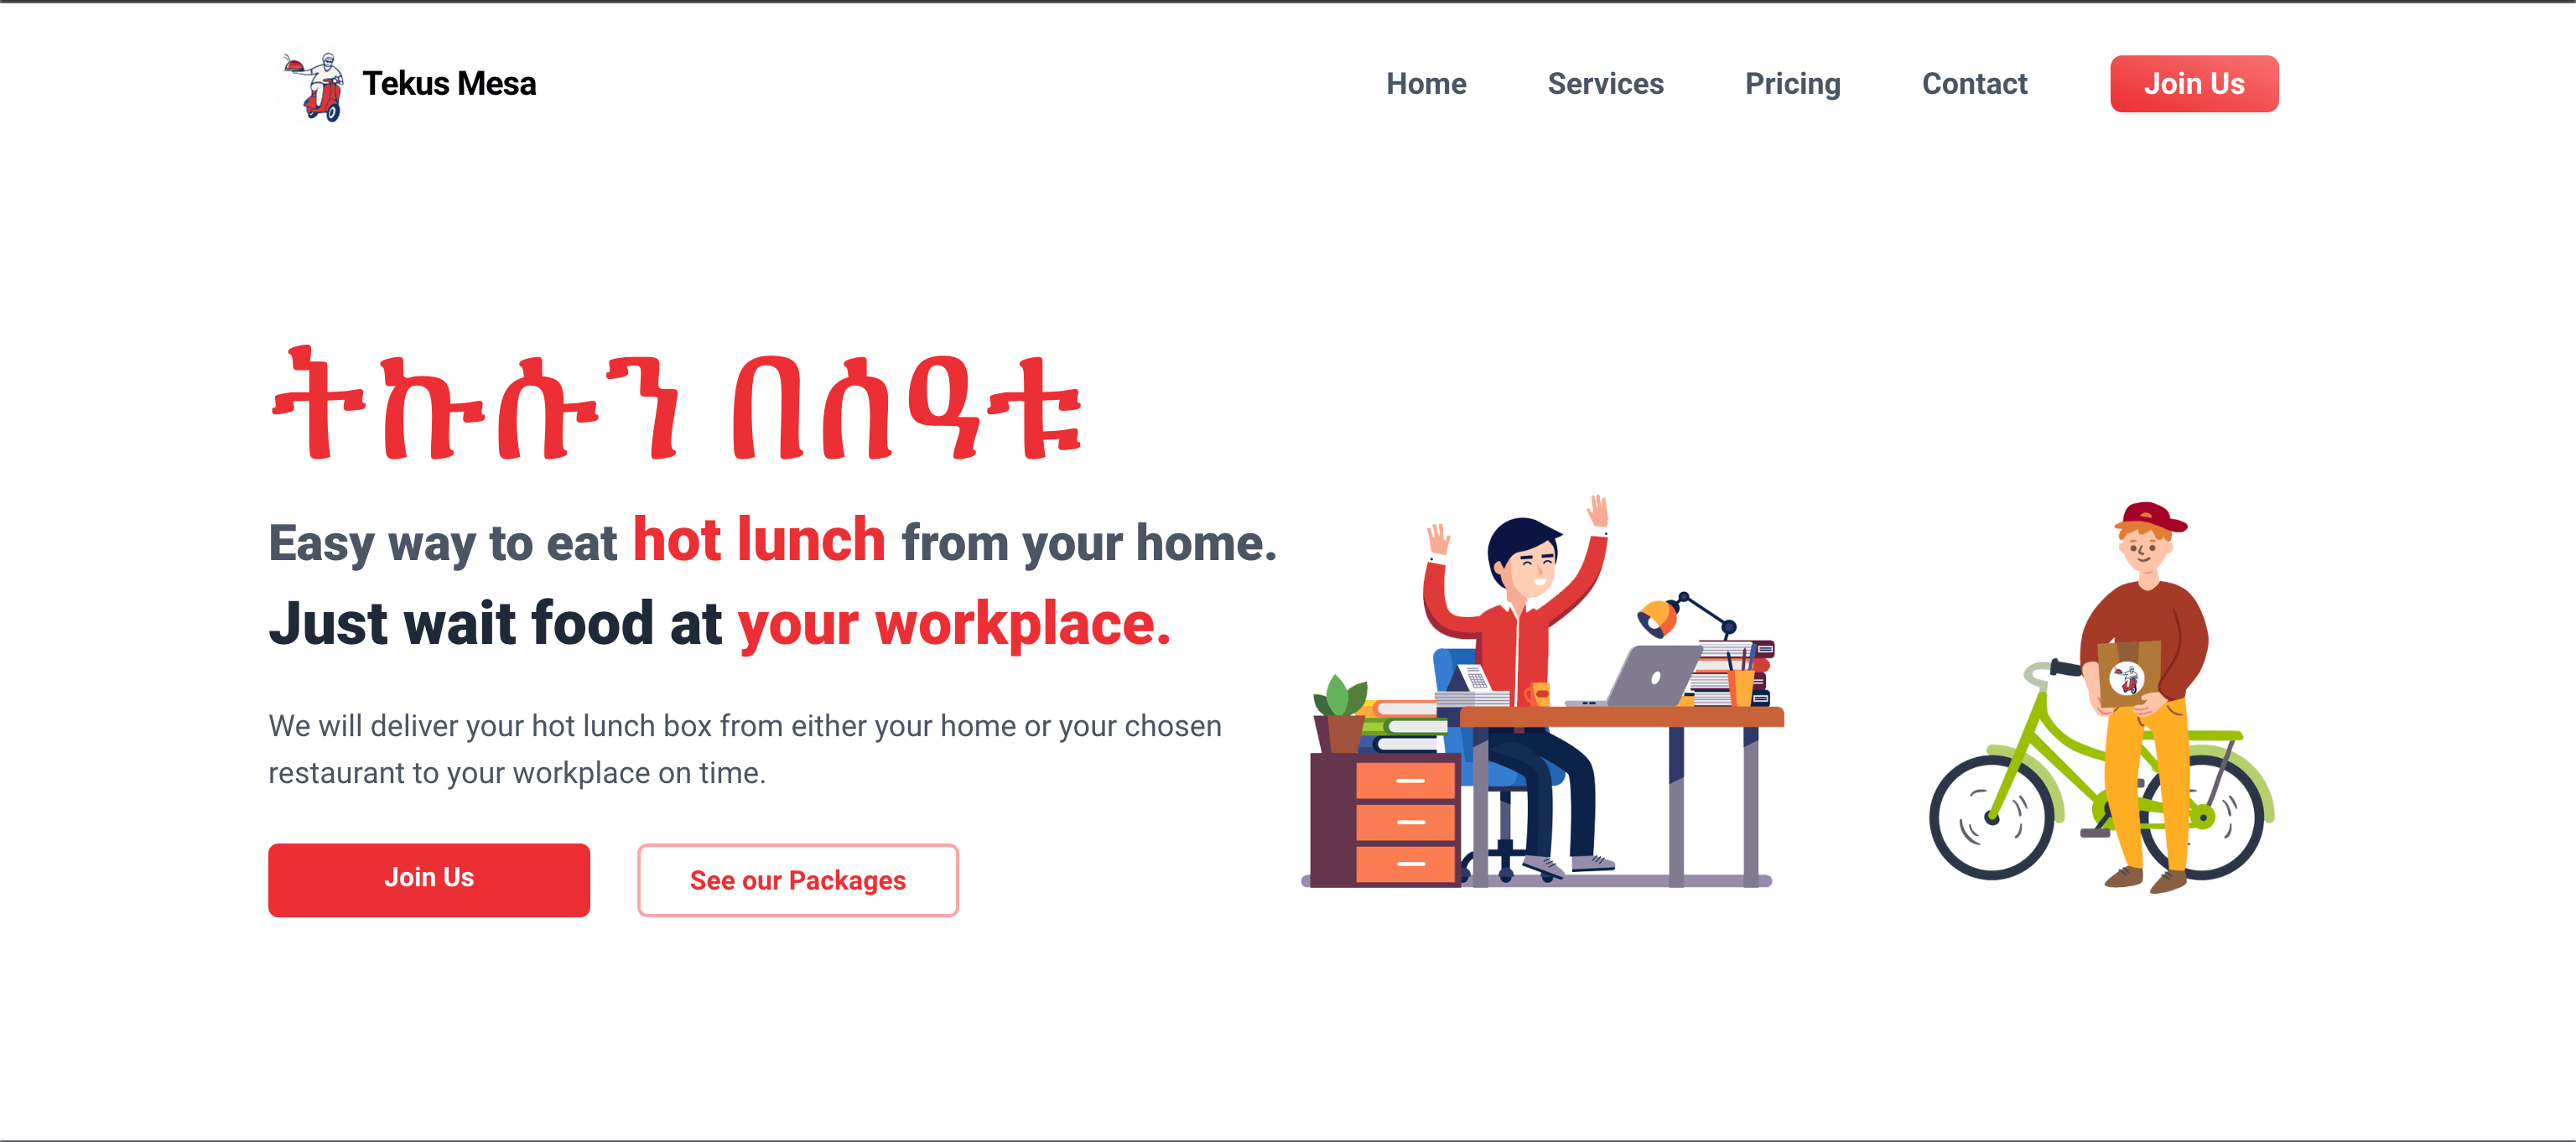 Tekus Mesa
Home Services Pricing Contact Join Us
ትኩሱን በሰዓቱ
Easy way to eat hot lunch from your home.
Just wait food at your workplace.
We will deliver your hot lunch box from either your home or your chosen
restaurant to your workplace on time.
Join Us
See our Packages